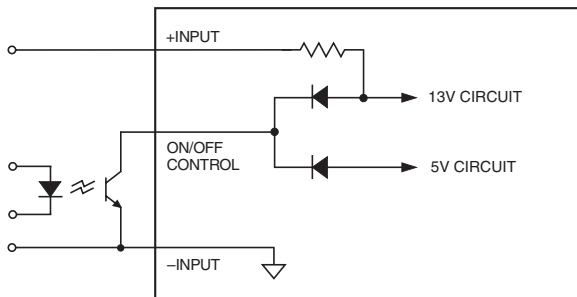 +INPUT
13V CIRCUIT
ON/OFF
CONTROL
5V CIRCUIT
–INPUT